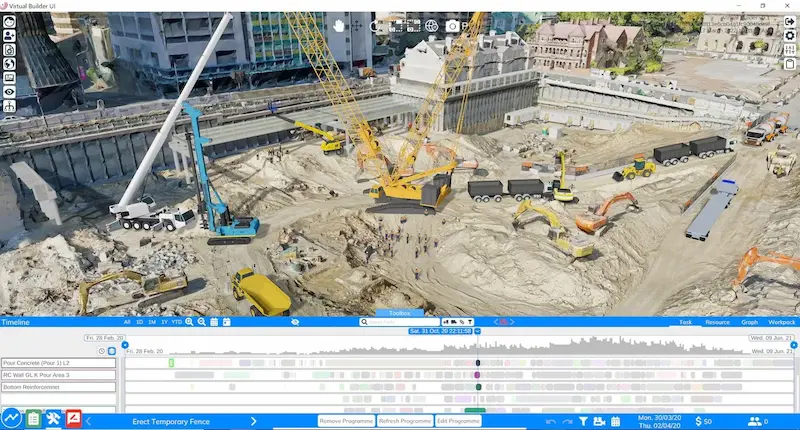 Virtual Builder UI
Toolbox
Timeline
All 1D 1M 1Y YTD
Task Resource Graph Workpack
Sat, 31 Oct, 20 22:11:58
Fri. 28 Feb. 20
Wed, 09 Jun, 21
Fri. 28 Feb. 20
Wed. 09 Jun. 21
Pour Concrete (Pour 1) L2
RC Wall GL K Pour Area 3
Bottom Reinforcement
Erect Temporary Fence
Remove Programme
Refresh Programme
Edit Programme
Mon, 30/03/20
Thu, 02/04/20
$ 50
0